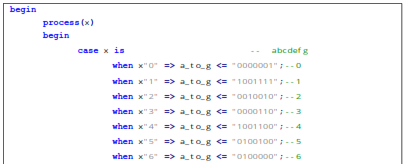 begin
process(x)
begin
case x is -- abcdefg
when x"0" => a_to_g <= "0000001";--0
when x"1" => a_to_g <= "1001111";--1
when x"2" => a_to_g <= "0010010";--2
when x"3" => a_to_g <= "0000110";--3
when x"4" => a_to_g <= "1001100";--4
when x"5" => a_to_g <= "0100100";--5
when x"6" => a_to_g <= "0100000";--6